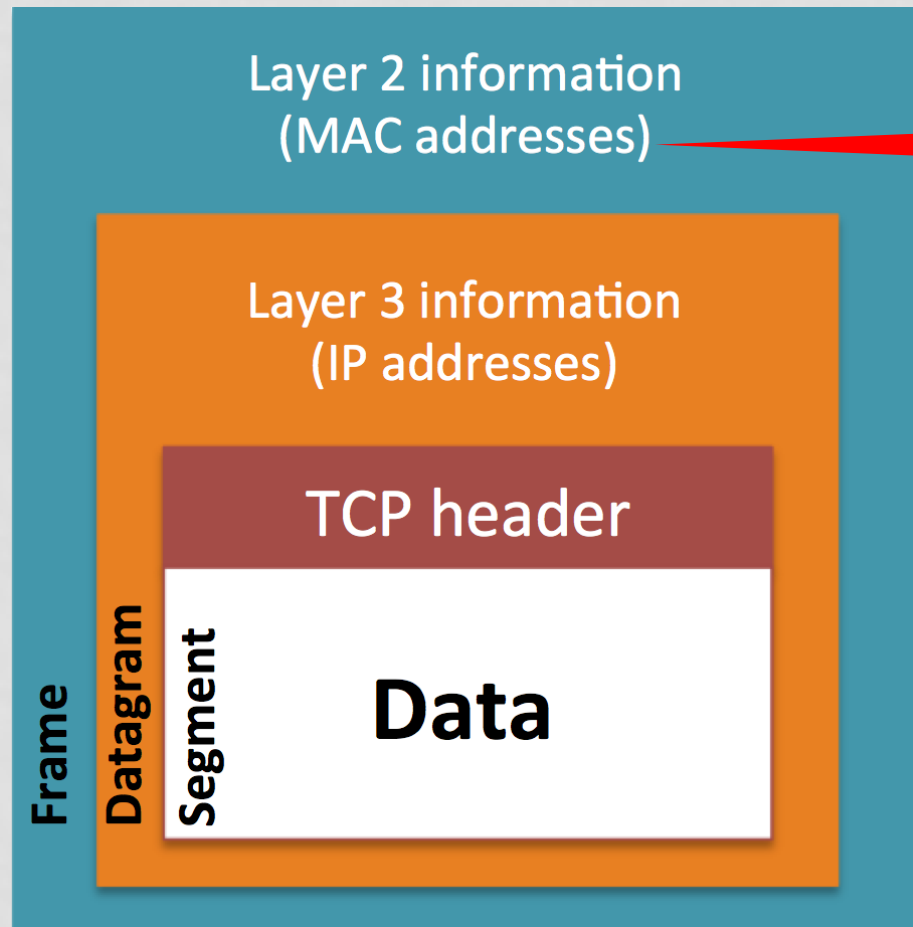 Layer 2 information
(MAC addresses)
Layer 3 information
(IP addresses)
TCP header
Data
Segment
Datagram
Frame